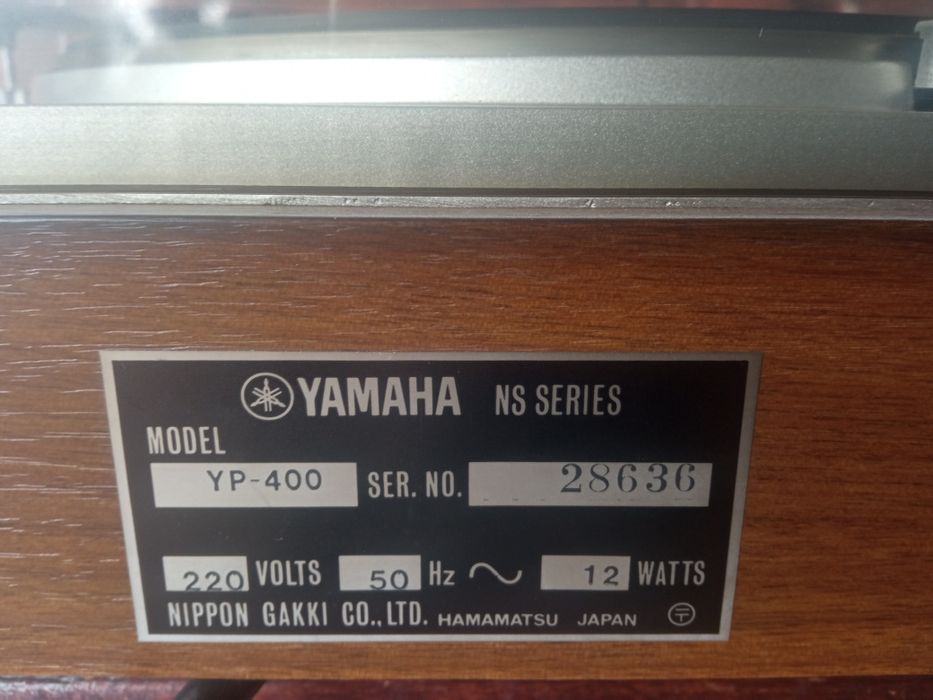 YAMAHA NS SERIES
MODEL
YP-400 SER. NO. 28636
220 VOLTS 50 Hz 12 WATTS
NIPPON GAKKI CO., LTD. HAMAMATSU JAPAN 〒